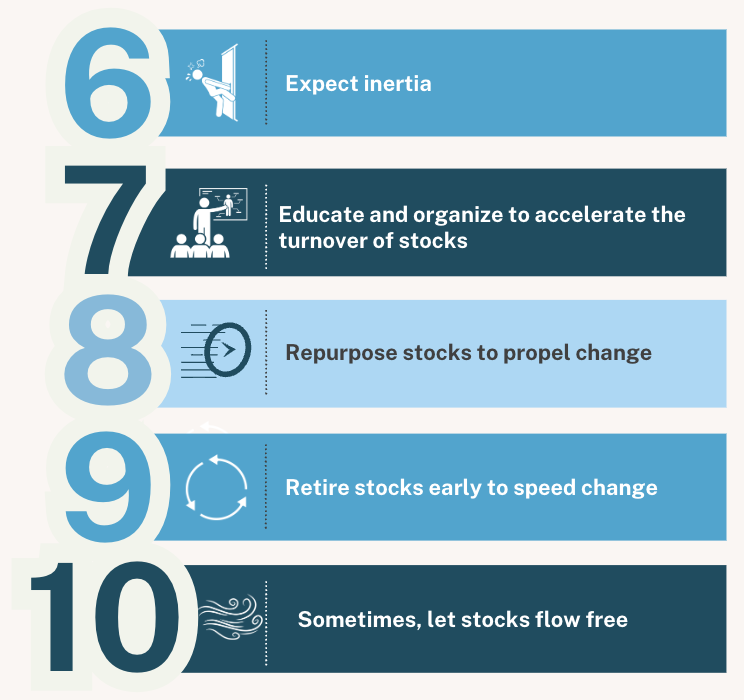 6
Expect inertia
7
Educate and organize to accelerate the
turnover of stocks
8
Repurpose stocks to propel change
9
Retire stocks early to speed change
10
Sometimes, let stocks flow free